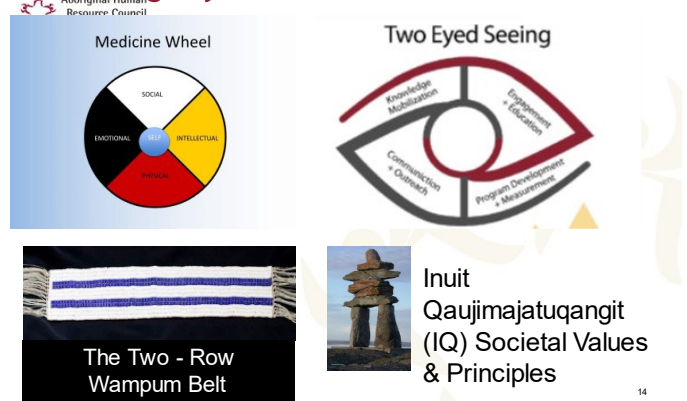 Aboriginal Human
Resource Council
Medicine Wheel
SOCIAL
EMOTIONAL
SELF
INTELLECTUAL
PHYSICAL
Two Eyed Seeing
Knowledge
Mobilization
Engagement
+ Education
Communiction
+ Outreach
Program Development
+ Measurement
The Two - Row
Wampum Belt
Inuit
Qaujimajatuqangit
(IQ) Societal Values
& Principles
14